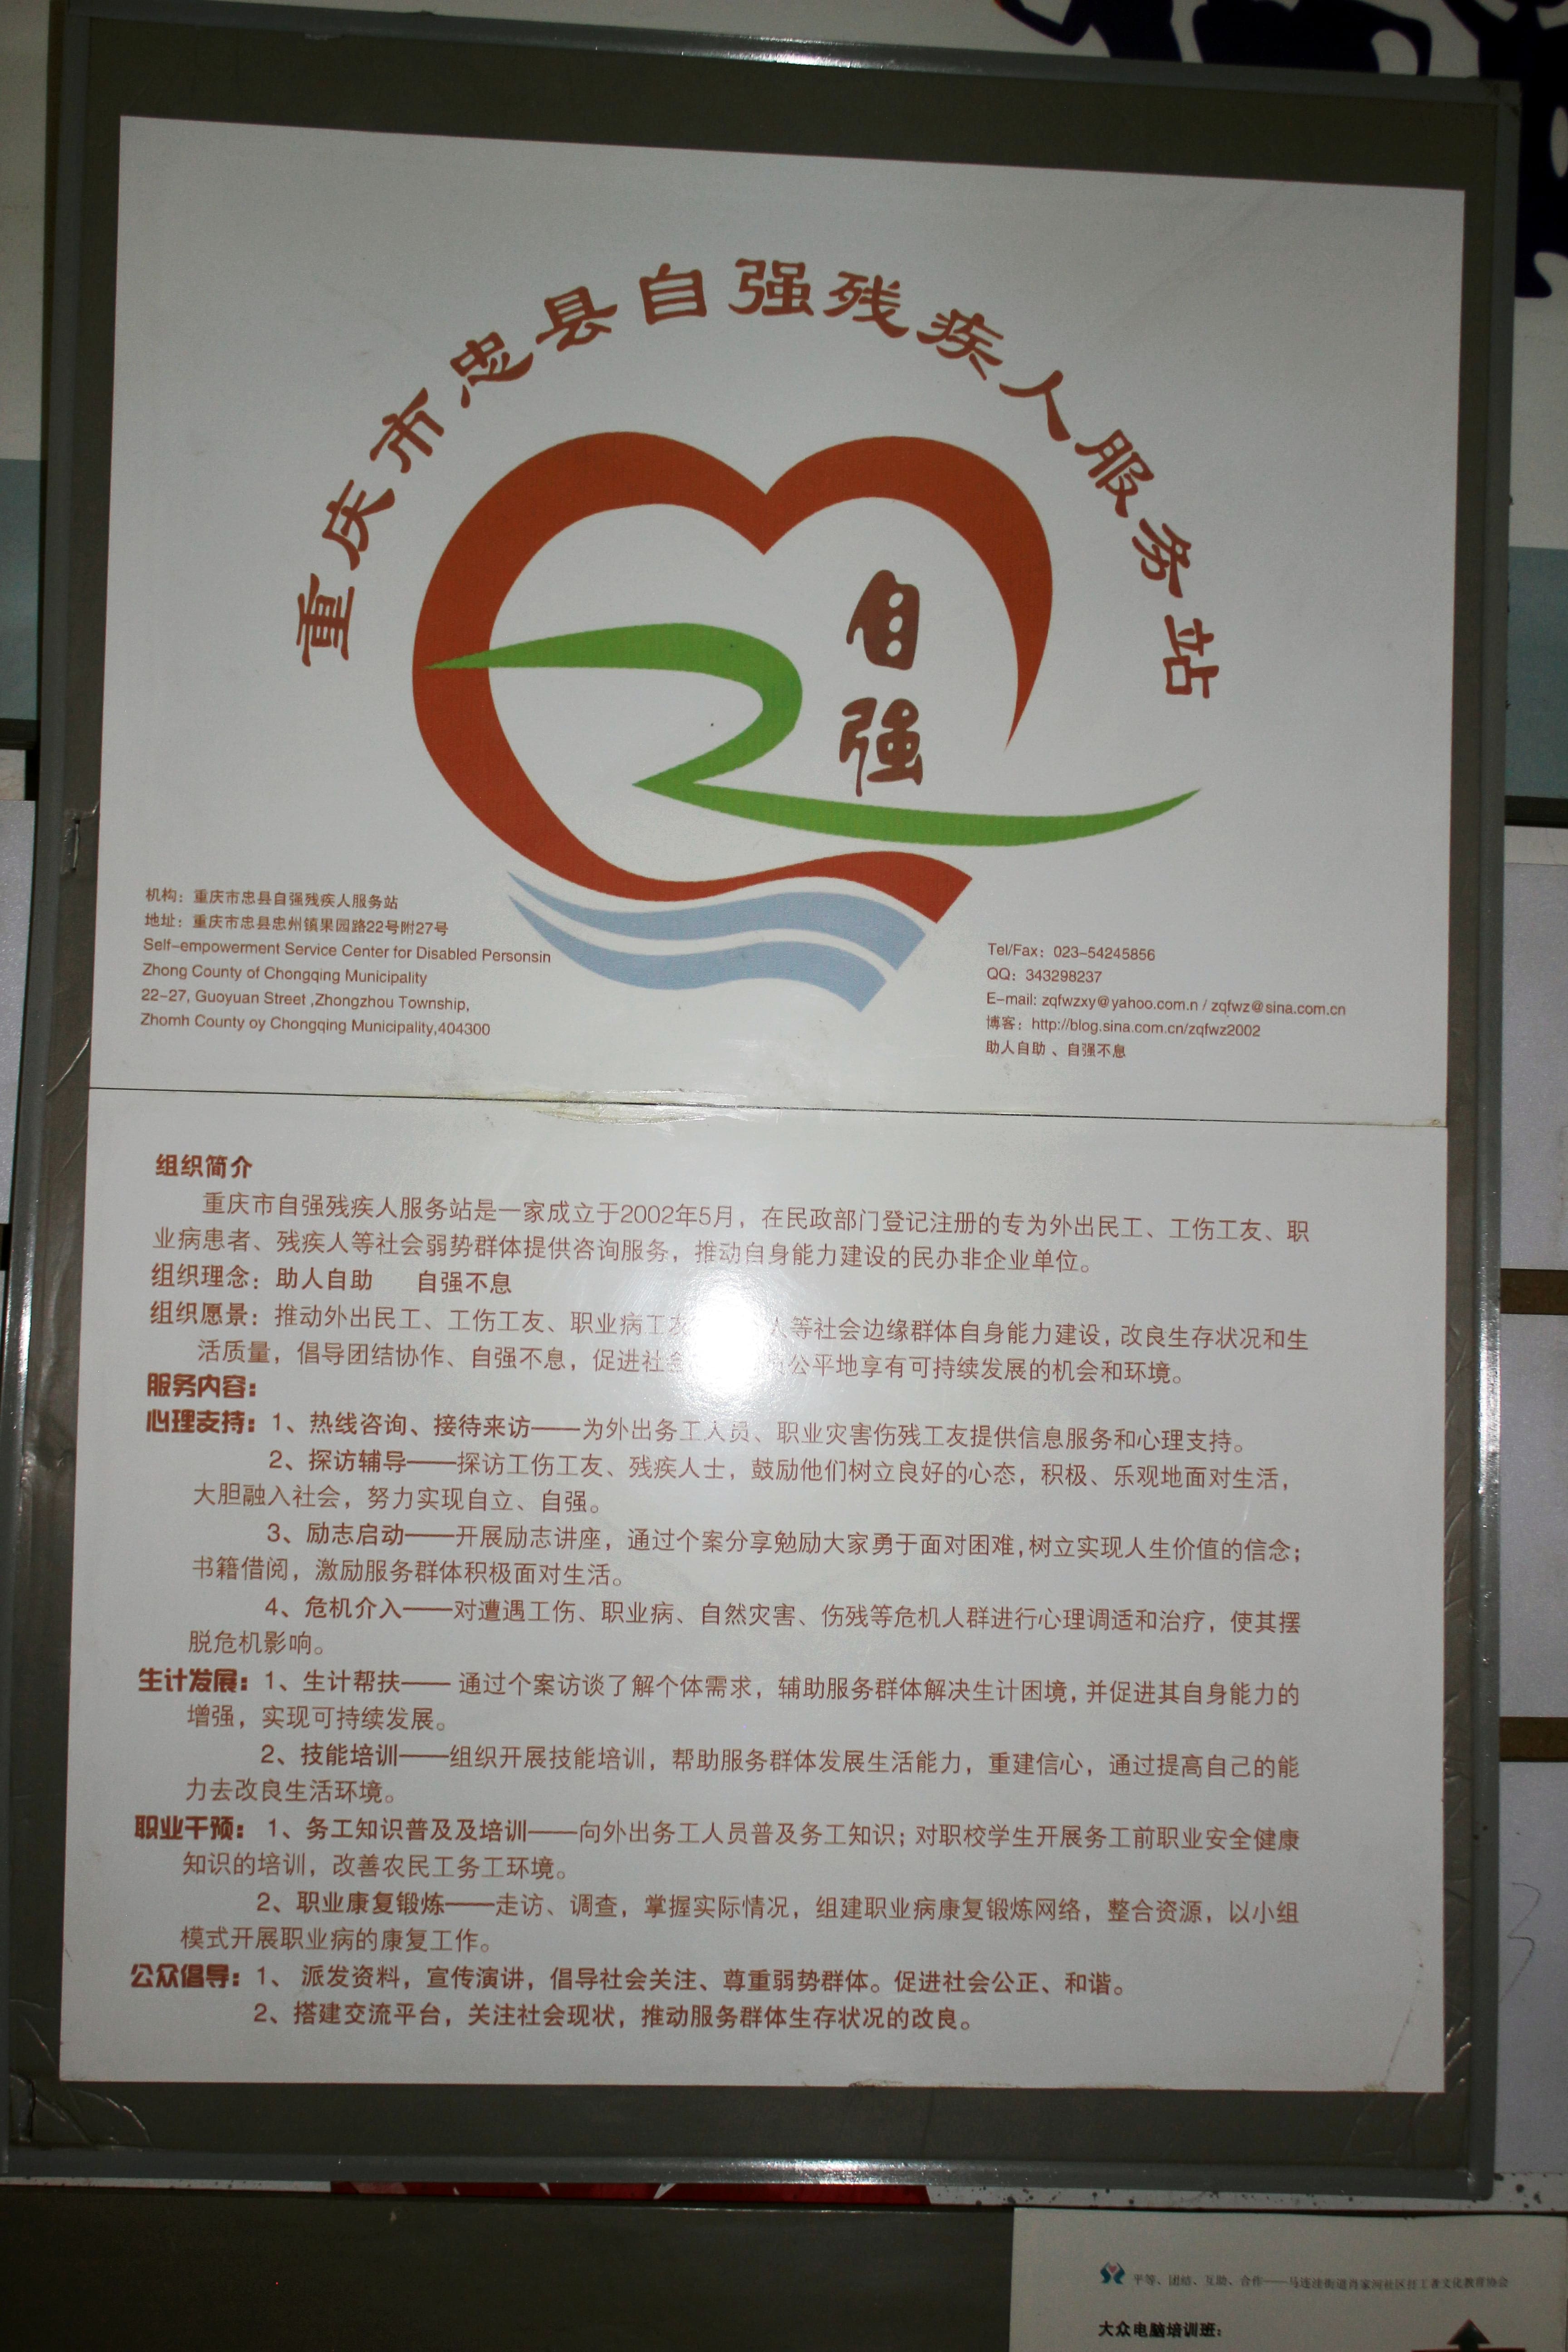 重庆市忠县自强残疾人服务站
自强
机构：重庆市忠县自强残疾人服务站
地址：重庆市忠县忠州镇果园路22号附27号
Self-empowerment Service Center for Disabled Personsin
Zhong County of Chongqing Municipality
22-27, Guoyuan Street ,Zhongzhou Township,
Zhomh County oy Chongqing Municipality,404300
Tel/Fax：023-54245856
QQ：343298237
E-mail: zqfwzxy@yahoo.com.n / zqfwz@sina.com.cn
博客：http://blog.sina.com.cn/zqfwz2002
助人自助 、自强不息
组织简介
重庆市自强残疾人服务站是一家成立于2002年5月，在民政部门登记注册的专为外出民工、工伤工友、职
业病患者、残疾人等社会弱势群体提供咨询服务，推动自身能力建设的民办非企业单位。
组织理念：助人自助 自强不息
组织愿景：推动外出民工、工伤工友、职业病工友 人等社会边缘群体自身能力建设，改良生存状况和生
活质量，倡导团结协作、自强不息，促进社会 公平地享有可持续发展的机会和环境。
服务内容：
心理支持：1、热线咨询、接待来访——为外出务工人员、职业灾害伤残工友提供信息服务和心理支持。
2、探访辅导——探访工伤工友、残疾人士，鼓励他们树立良好的心态，积极、乐观地面对生活，
大胆融入社会，努力实现自立、自强。
3、励志启动——开展励志讲座，通过个案分享勉励大家勇于面对困难，树立实现人生价值的信念；
书籍借阅，激励服务群体积极面对生活。
4、危机介入——对遭遇工伤、职业病、自然灾害、伤残等危机人群进行心理调适和治疗，使其摆
脱危机影响。
生计发展：1、生计帮扶—— 通过个案访谈了解个体需求，辅助服务群体解决生计困境，并促进其自身能力的
增强，实现可持续发展。
2、技能培训——组织开展技能培训，帮助服务群体发展生活能力，重建信心，通过提高自己的能
力去改良生活环境。
职业干预：1、务工知识普及及培训——向外出务工人员普及务工知识；对职校学生开展务工前职业安全健康
知识的培训，改善农民工务工环境。
2、职业康复锻炼——走访、调查，掌握实际情况，组建职业病康复锻炼网络，整合资源，以小组
模式开展职业病的康复工作。
公众倡导：1、 派发资料，宣传演讲，倡导社会关注、尊重弱势群体。促进社会公正、和谐。
2、搭建交流平台，关注社会现状，推动服务群体生存状况的改良。
平等、团结、互助、合作——马连洼街道肖家河社区打工者文化教育协会
大众电脑培训班：